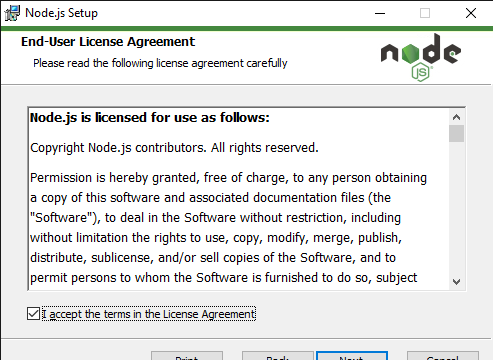 Node.js Setup
End-User License Agreement
Please read the following license agreement carefully
node
JS
Node.js is licensed for use as follows:
Copyright Node.js contributors. All rights reserved.
Permission is hereby granted, free of charge, to any person obtaining
a copy of this software and associated documentation files (the
"Software"), to deal in the Software without restriction, including
without limitation the rights to use, copy, modify, merge, publish,
distribute, sublicense, and/or sell copies of the Software, and to
permit persons to whom the Software is furnished to do so, subject
I accept the terms in the License Agreement
Print
Back
Next
Cancel